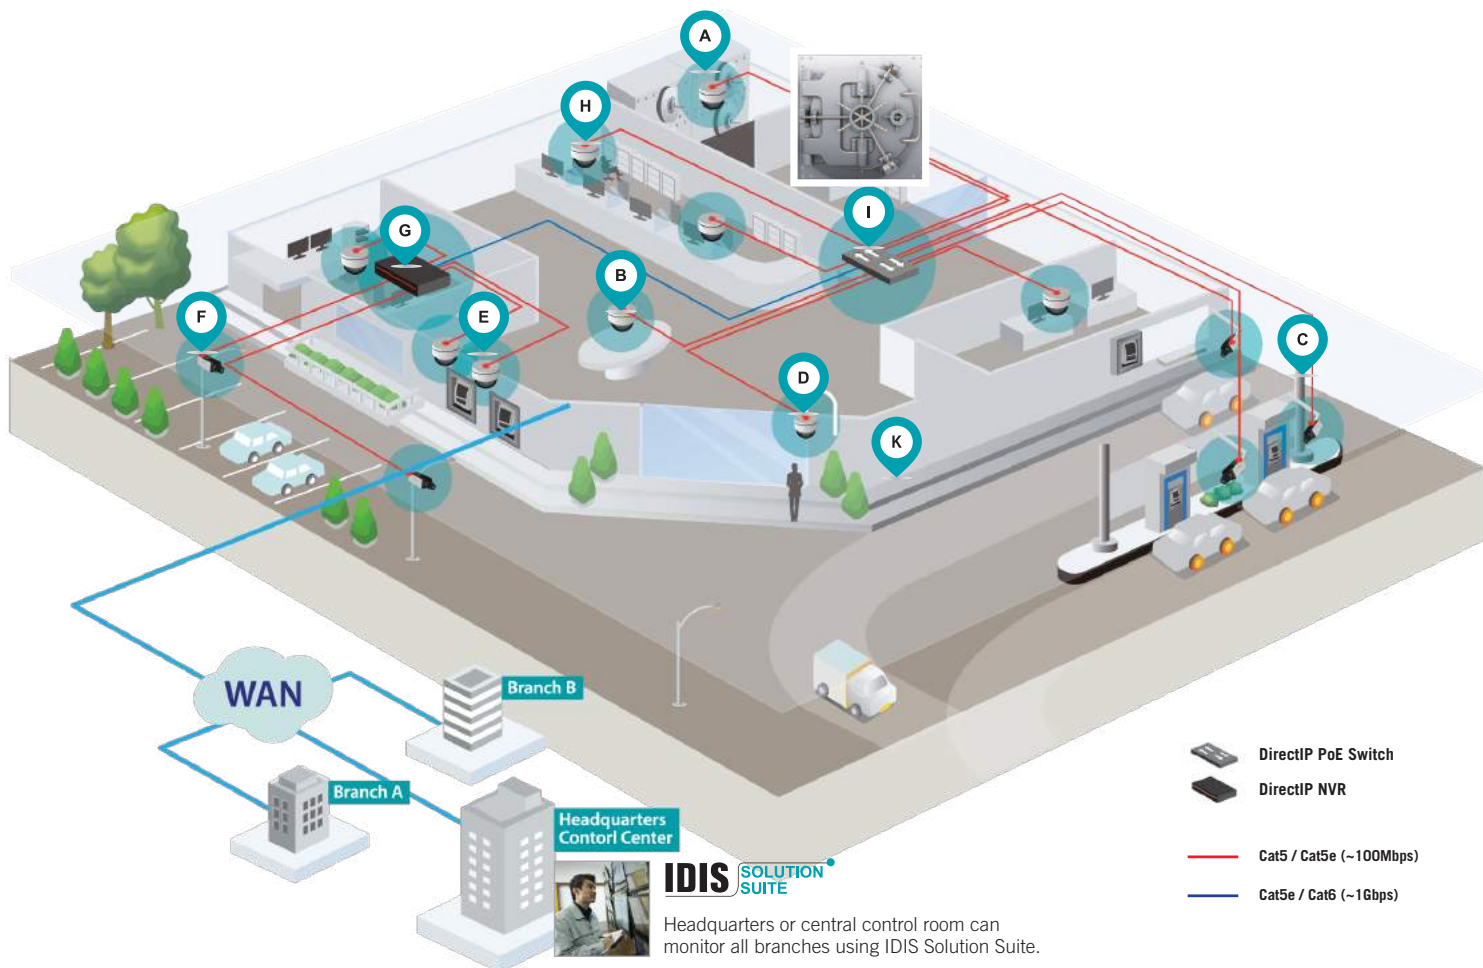 A
H
I
G
B
E
F
C
D
K
WAN
Branch B
Branch A
Headquarters
Contorl Center
DirectIP PoE Switch
DirectIP NVR
Cat5 / Cat5e (~100Mbps)
Cat5e / Cat6 (~1Gbps)
IDIS SOLUTION
SUITE
Headquarters or central control room can
monitor all branches using IDIS Solution Suite.